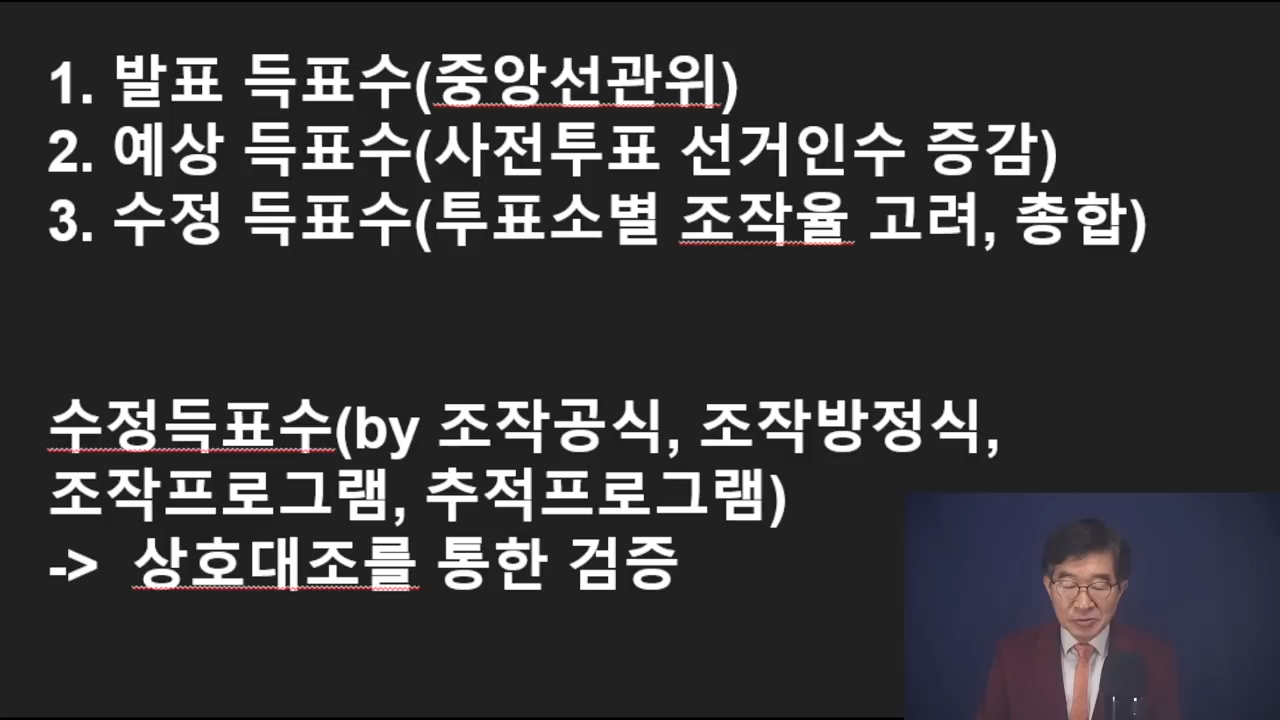 1. 발표 득표수(중앙선관위)
2. 예상 득표수(사전투표 선거인수 증감)
3. 수정 득표수(투표소별 조작율 고려, 총합)
수정득표수(by 조작공식, 조작방정식,
조작프로그램, 추적프로그램)
-> 상호대조를 통한 검증